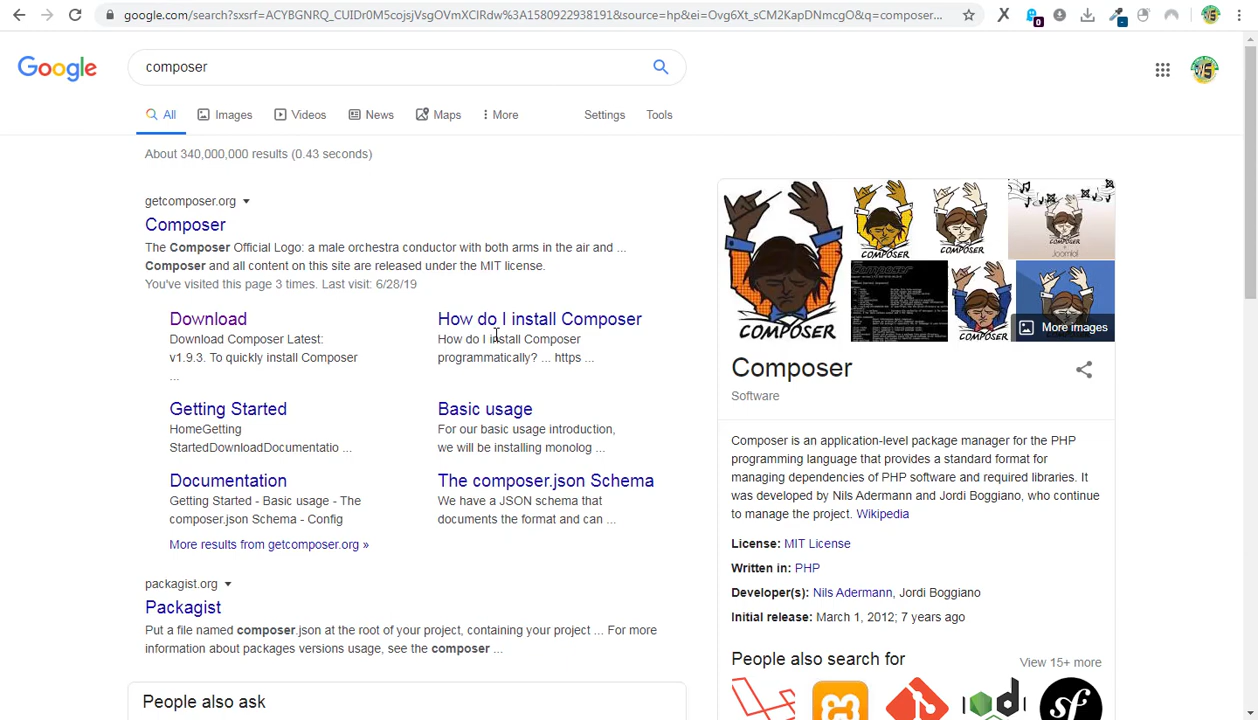 google.com/search?sxsrf=ACYBGNRQ_CUIDr0M5cojsjVsgOVmXCIRdw%3A1580922938191&source=hp&ei=Ovg6Xt_sCM2KapDNmcgO&q=composer...
0
Google
composer
VS
All
Images
Videos
News
Maps
More
Settings
Tools
About 340,000,000 results (0.43 seconds)
getcomposer.org
Composer
The Composer Official Logo: a male orchestra conductor with both arms in the air and ...
Composer and all content on this site are released under the MIT license.
You've visited this page 3 times. Last visit: 6/28/19
Download
Download Composer Latest:
v1.9.3. To quickly install Composer
...
How do I install Composer
How do I install Composer
programmatically? ... https ...
Getting Started
HomeGetting
StartedDownloadDocumentatio ...
Basic usage
For our basic usage introduction,
we will be installing monolog ...
Documentation
Getting Started - Basic usage - The
composer.json Schema - Config
The composer.json Schema
We have a JSON schema that
documents the format and can ...
More results from getcomposer.org »
packagist.org
Packagist
Put a file named composer.json at the root of your project, containing your project ... For more
information about packages versions usage, see the composer ...
People also ask
COMPOSER
COMPOSER
COMPOSER
COMPOSER
Joomla!
Composer
COMPOSER
More images
Composer
Software
Composer is an application-level package manager for the PHP
programming language that provides a standard format for
managing dependencies of PHP software and required libraries. It
was developed by Nils Adermann and Jordi Boggiano, who continue
to manage the project. Wikipedia
License: MIT License
Written in: PHP
Developer(s): Nils Adermann, Jordi Boggiano
Initial release: March 1, 2012; 7 years ago
People also search for
View 15+ more
sf